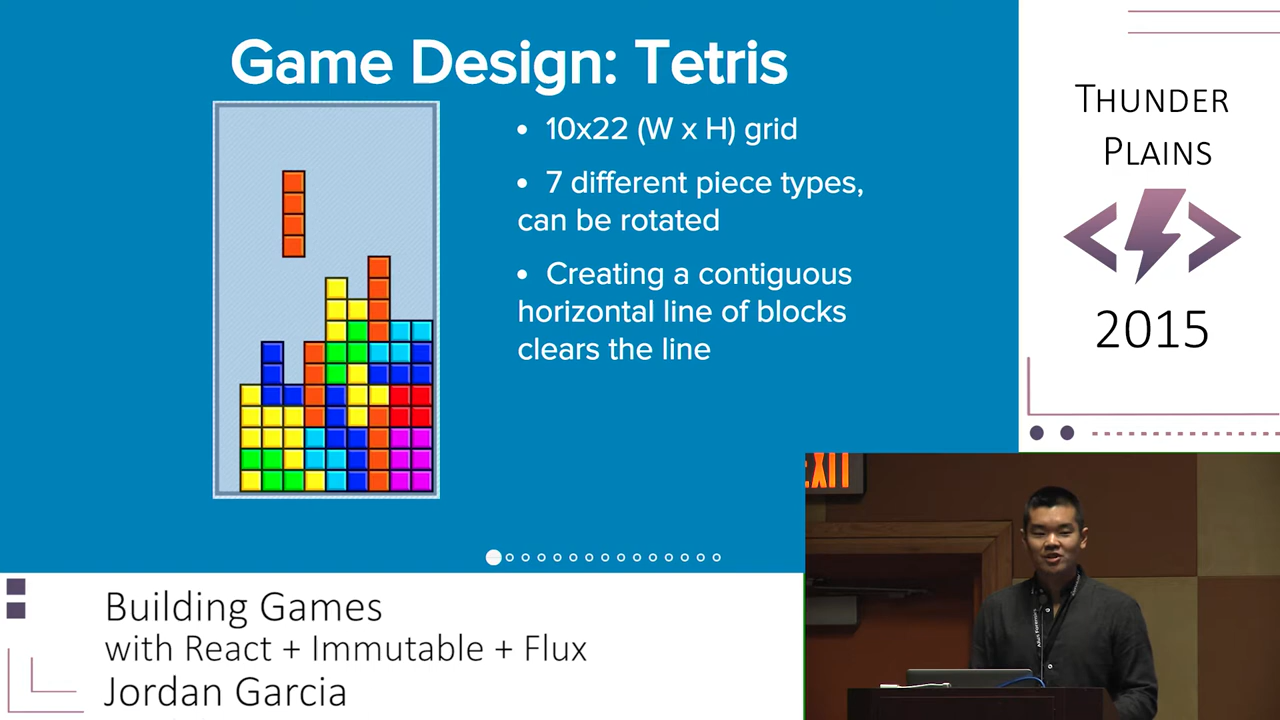 Game Design: Tetris
• 10x22 (W x H) grid
• 7 different piece types,
can be rotated
• Creating a contiguous
horizontal line of blocks
clears the line
THUNDER
PLAINS
2015
EXIT
Building Games
with React + Immutable + Flux
Jordan Garcia